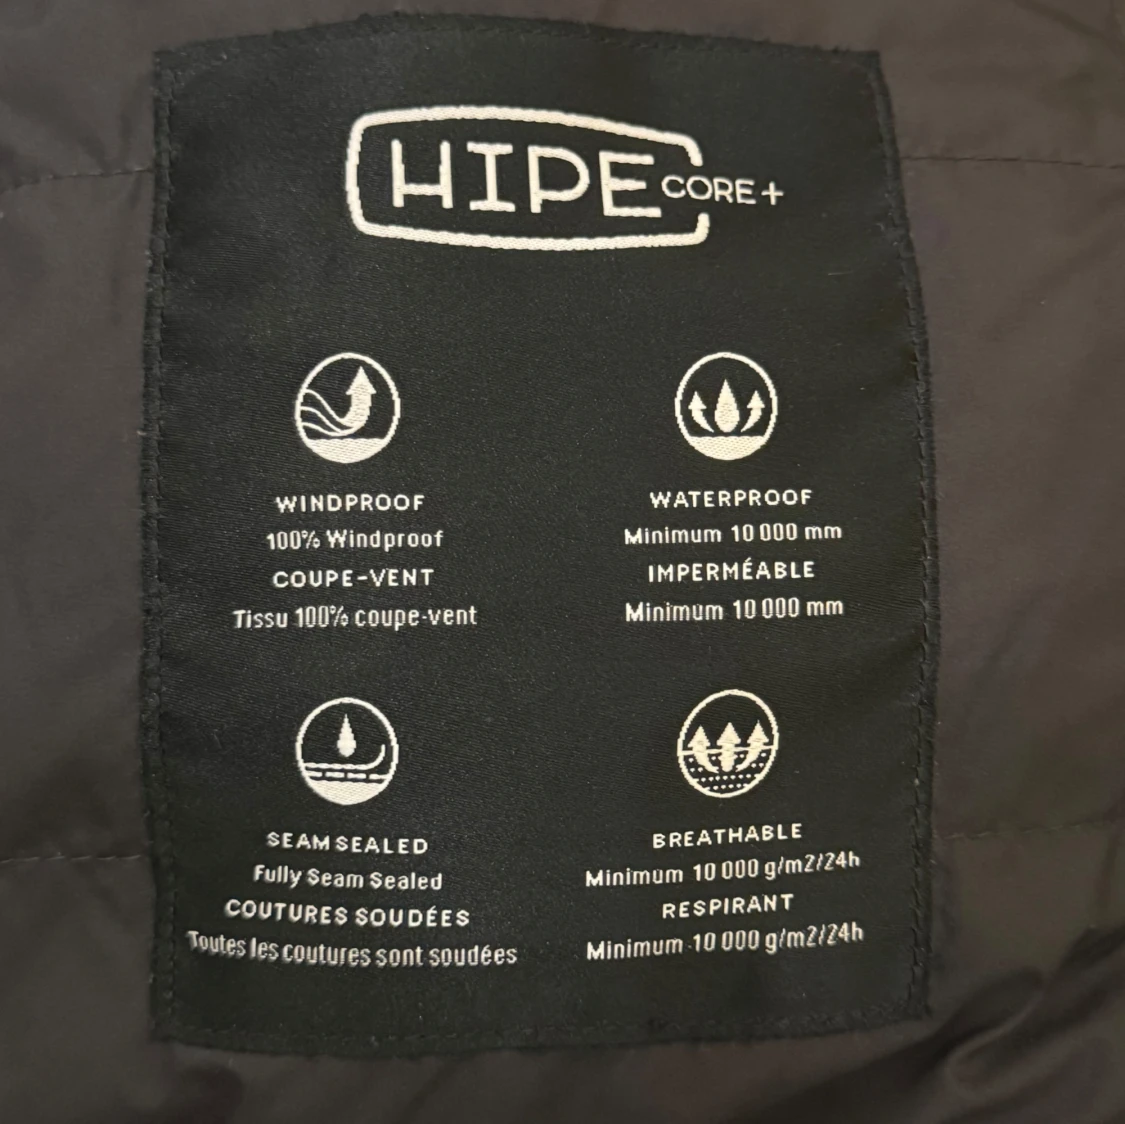 HIPE CORE+
WINDPROOF
100% Windproof
COUPE-VENT
Tissu 100% coupe-vent
WATERPROOF
Minimum 10 000 mm
IMPERMÉABLE
Minimum 10 000 mm
SEAM SEALED
Fully Seam Sealed
COUTURES SOUDÉES
Toutes les coutures sont soudées
BREATHABLE
Minimum 10 000 g/m2/24h
RESPIRANT
Minimum 10 000 g/m2/24h